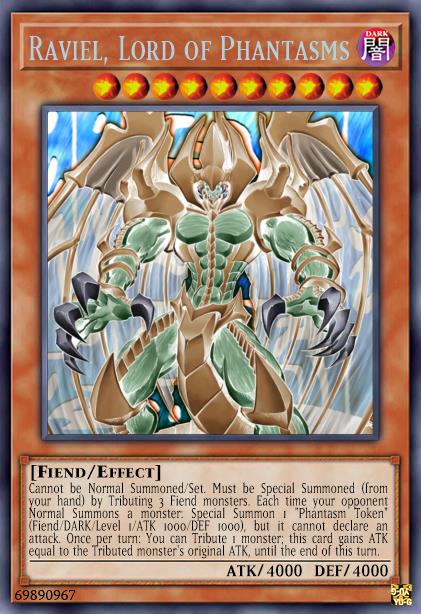 RAVIEL, LORD OF PHANTASMS
DARK
闇
[FIEND/EFFECT]
Cannot be Normal Summoned/Set. Must be Special Summoned (from
your hand) by Tributing 3 Fiend monsters. Each time your opponent
Normal Summons a monster: Special Summon 1 "Phantasm Token"
(Fiend/DARK/Level 1/ATK 1000/DEF 1000), but it cannot declare an
attack. Once per turn: You can Tribute 1 monster; this card gains ATK
equal to the Tributed monster's original ATK, until the end of this turn.
ATK/4000 DEF/4000
69890967